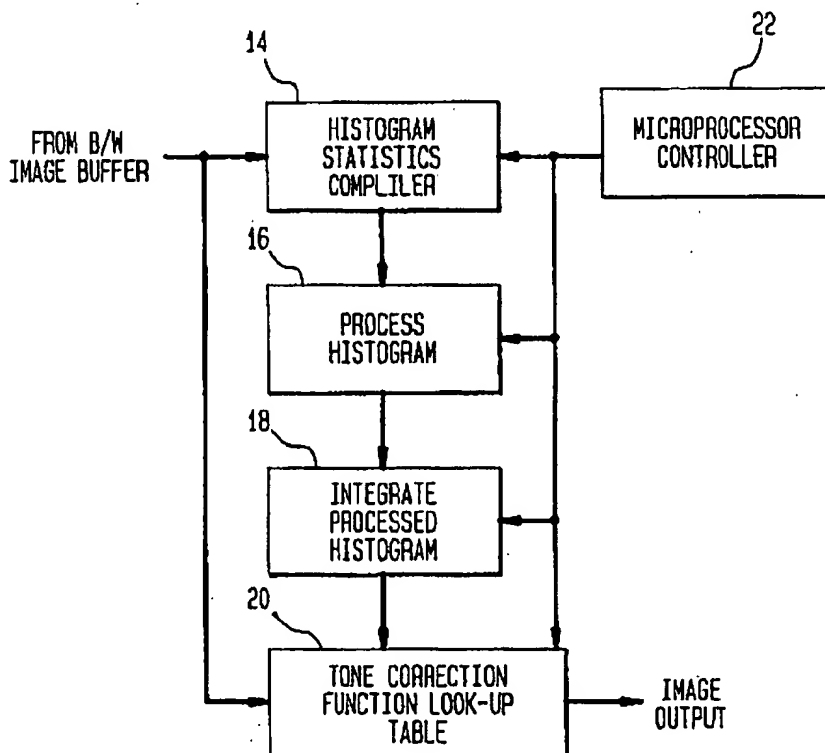 14
22
FROM B/W
IMAGE BUFFER
HISTOGRAM
STATISTICS
COMPLILER
MICROPROCESSOR
CONTROLLER
16
PROCESS
HISTOGRAM
18
INTEGRATE
PROCESSED
HISTOGRAM
20
TONE CORRECTION
FUNCTION LOOK-UP
TABLE
IMAGE
OUTPUT